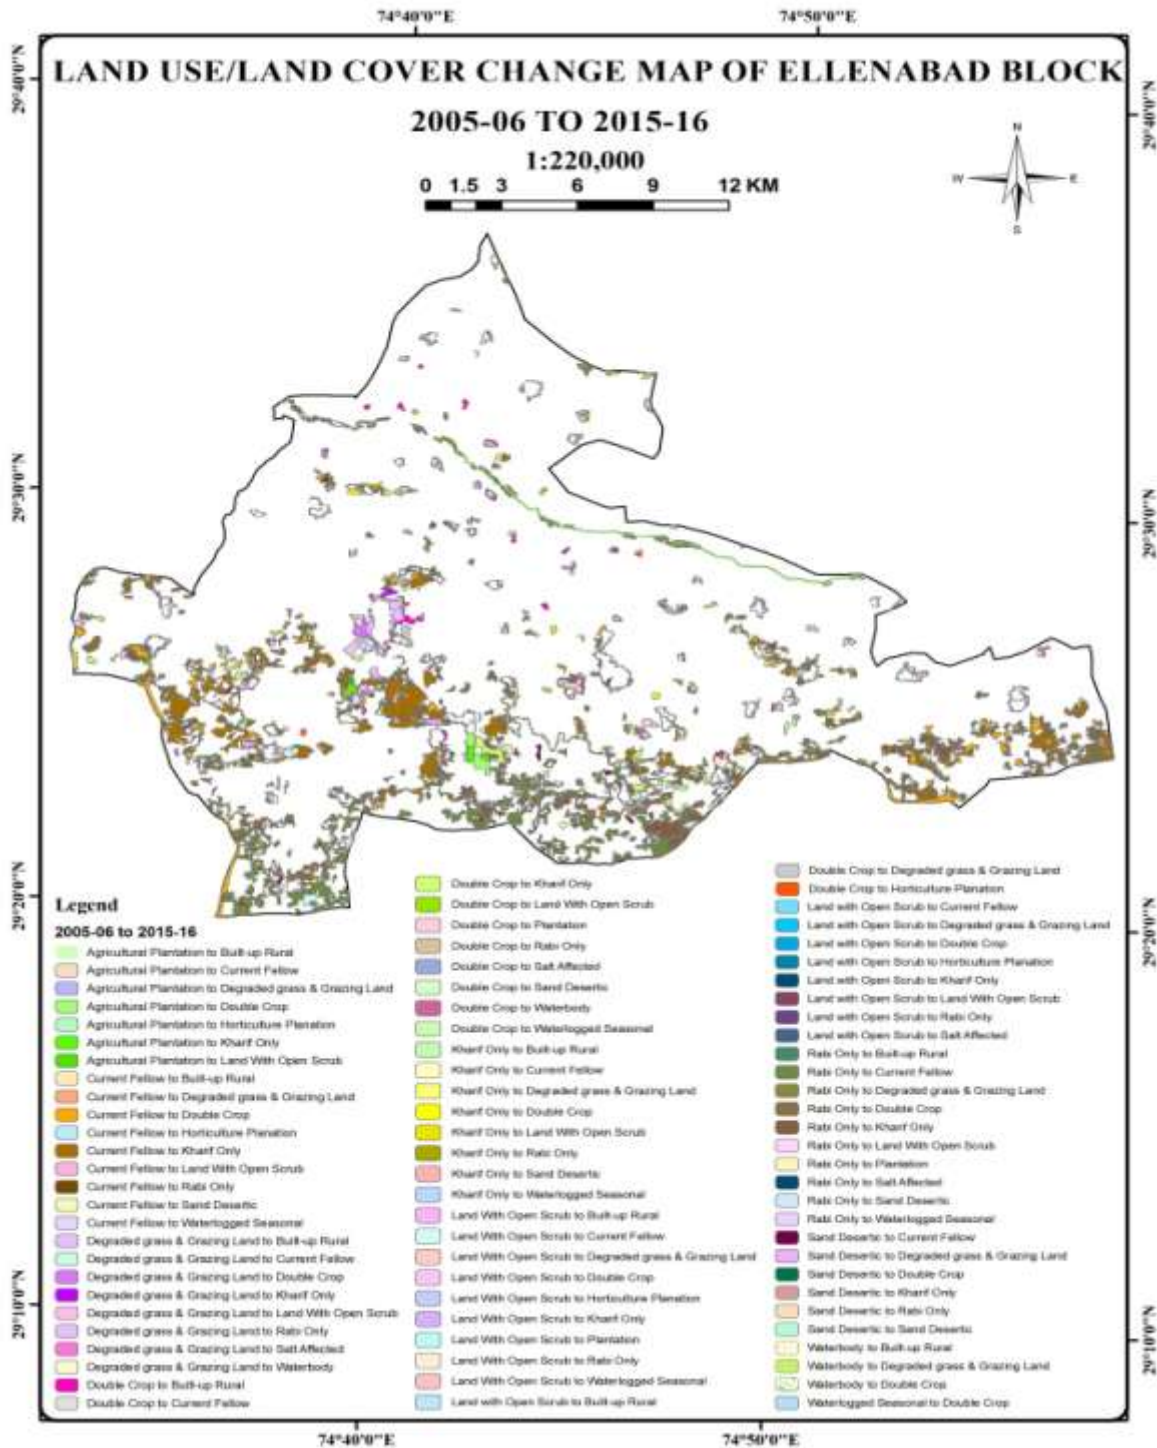 74°40'0"E 74°50'0"E
LAND USE/LAND COVER CHANGE MAP OF ELLENABAD BLOCK
2005-06 TO 2015-16
1:220,000
0 1.5 3 6 9 12 KM
N
W E
S
29°40'0"N
29°30'0"N
29°20'0"N
29°10'0"N
29°40'0"N
29°30'0"N
29°20'0"N
29°10'0"N
Legend
2005-06 to 2015-16
Agricultural Plantation to Built-up Rural
Agricultural Plantation to Current Fellow
Agricultural Plantation to Degraded grass & Grazing Land
Agricultural Plantation to Double Crop
Agricultural Plantation to Horticulture Planation
Agricultural Plantation to Kharif Only
Agricultural Plantation to Land With Open Scrub
Current Fellow to Built-up Rural
Current Fellow to Degraded grass & Grazing Land
Current Fellow to Double Crop
Current Fellow to Horticulture Planation
Current Fellow to Kharif Only
Current Fellow to Land With Open Scrub
Current Fellow to Rabi Only
Current Fellow to Sand Desertic
Current Fellow to Waterlogged Seasonal
Degraded grass & Grazing Land to Built-up Rural
Degraded grass & Grazing Land to Current Fellow
Degraded grass & Grazing Land to Double Crop
Degraded grass & Grazing Land to Kharif Only
Degraded grass & Grazing Land to Land With Open Scrub
Degraded grass & Grazing Land to Rabi Only
Degraded grass & Grazing Land to Salt Affected
Degraded grass & Grazing Land to Waterbody
Double Crop to Built-up Rural
Double Crop to Current Fellow
Double Crop to Kharif Only
Double Crop to Land With Open Scrub
Double Crop to Plantation
Double Crop to Rabi Only
Double Crop to Salt Affected
Double Crop to Sand Desertic
Double Crop to Waterbody
Double Crop to Waterlogged Seasonal
Kharif Only to Built-up Rural
Kharif Only to Current Fellow
Kharif Only to Degraded grass & Grazing Land
Kharif Only to Double Crop
Kharif Only to Land With Open Scrub
Kharif Only to Rabi Only
Kharif Only to Sand Desertic
Kharif Only to Waterlogged Seasonal
Land With Open Scrub to Built-up Rural
Land With Open Scrub to Current Fellow
Land With Open Scrub to Degraded grass & Grazing Land
Land With Open Scrub to Double Crop
Land With Open Scrub to Horticulture Planation
Land With Open Scrub to Kharif Only
Land With Open Scrub to Plantation
Land With Open Scrub to Rabi Only
Land With Open Scrub to Waterlogged Seasonal
Land with Open Scrub to Built-up Rural
Double Crop to Degraded grass & Grazing Land
Double Crop to Horticulture Planation
Land with Open Scrub to Current Fellow
Land with Open Scrub to Degraded grass & Grazing Land
Land with Open Scrub to Double Crop
Land with Open Scrub to Horticulture Planation
Land with Open Scrub to Kharif Only
Land with Open Scrub to Land With Open Scrub
Land with Open Scrub to Rabi Only
Land with Open Scrub to Salt Affected
Rabi Only to Built-up Rural
Rabi Only to Current Fellow
Rabi Only to Degraded grass & Grazing Land
Rabi Only to Double Crop
Rabi Only to Kharif Only
Rabi Only to Land With Open Scrub
Rabi Only to Plantation
Rabi Only to Salt Affected
Rabi Only to Sand Desertic
Rabi Only to Waterlogged Seasonal
Sand Desertic to Current Fellow
Sand Desertic to Degraded grass & Grazing Land
Sand Desertic to Double Crop
Sand Desertic to Kharif Only
Sand Desertic to Rabi Only
Sand Desertic to Sand Desertic
Waterbody to Built-up Rural
Waterbody to Degraded grass & Grazing Land
Waterbody to Double Crop
Waterlogged Seasonal to Double Crop
74°40'0"E 74°50'0"E